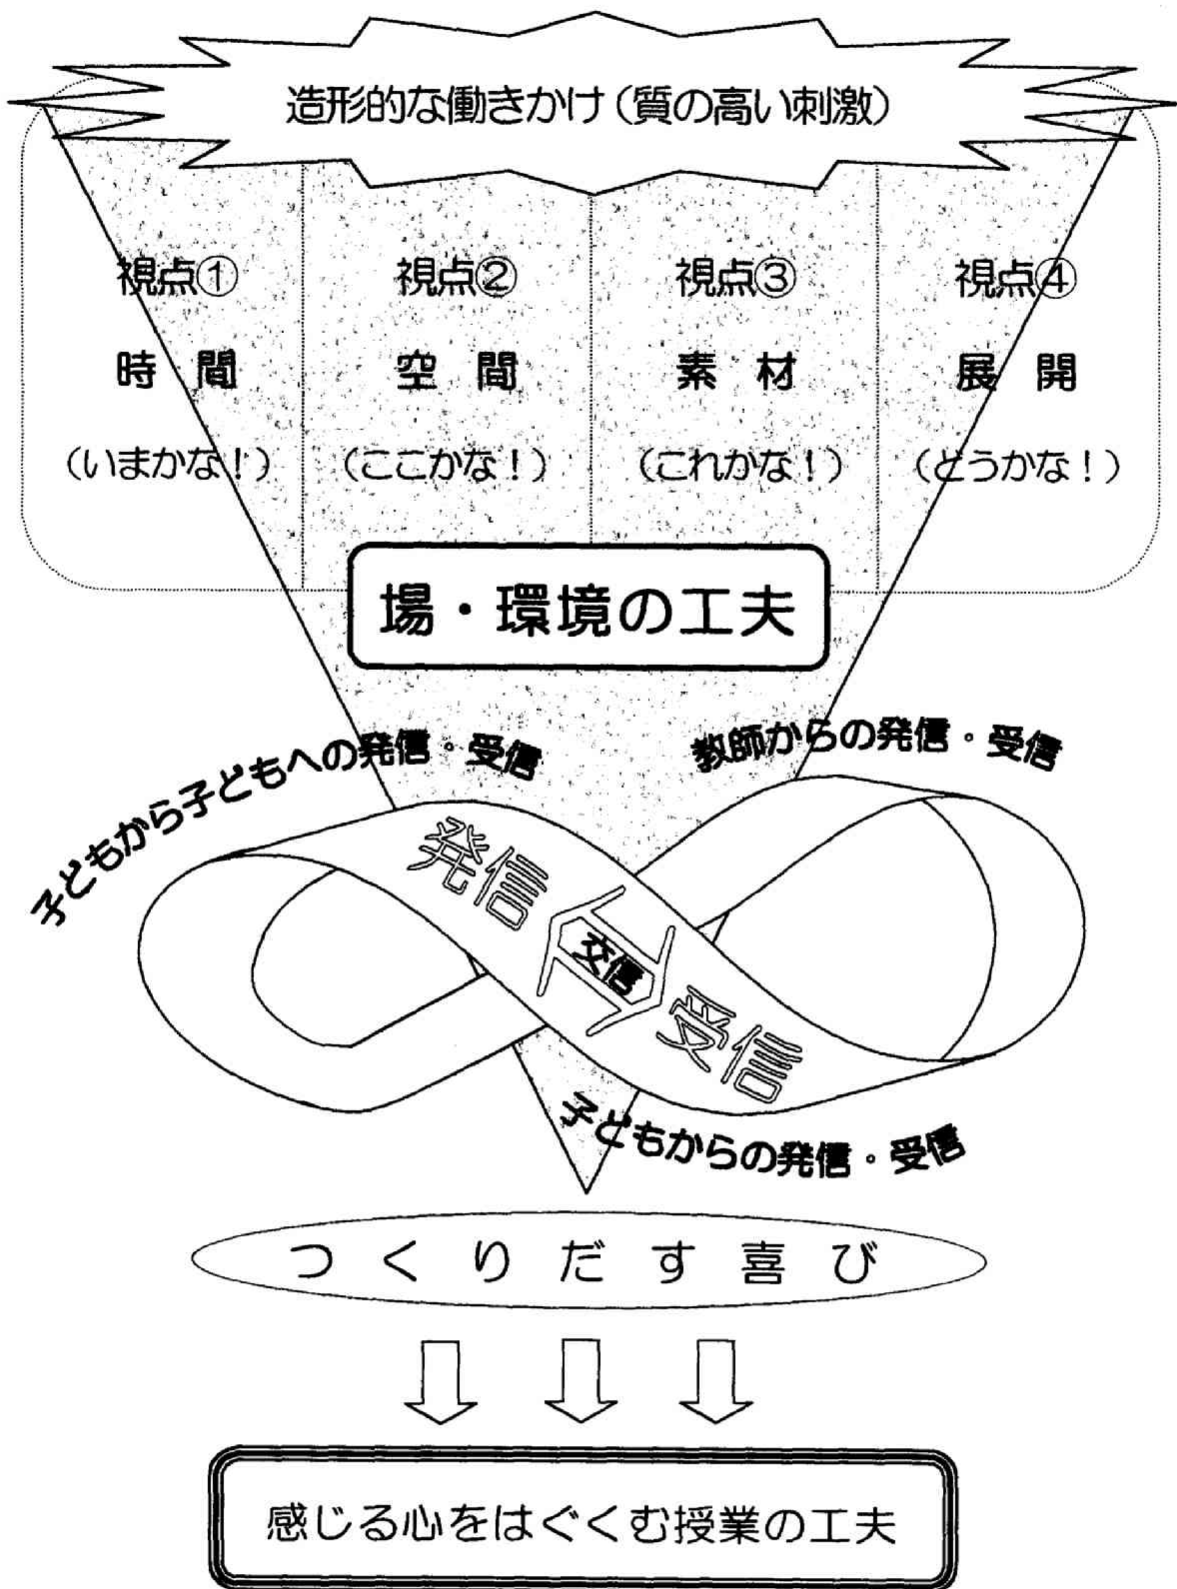 造形的な働きかけ(質の高い刺激)
視点①
時間
(いまかな!)
視点②
空間
(ここかな!)
視点③
素材
(これかな!)
視点④
展開
(どうかな!)
場・環境の工夫
子どもから子どもへの発信・受信
教師からの発信・受信
発信
交信
受信
子どもからの発信・受信
つくりだす喜び
感じる心をはぐくむ授業の工夫